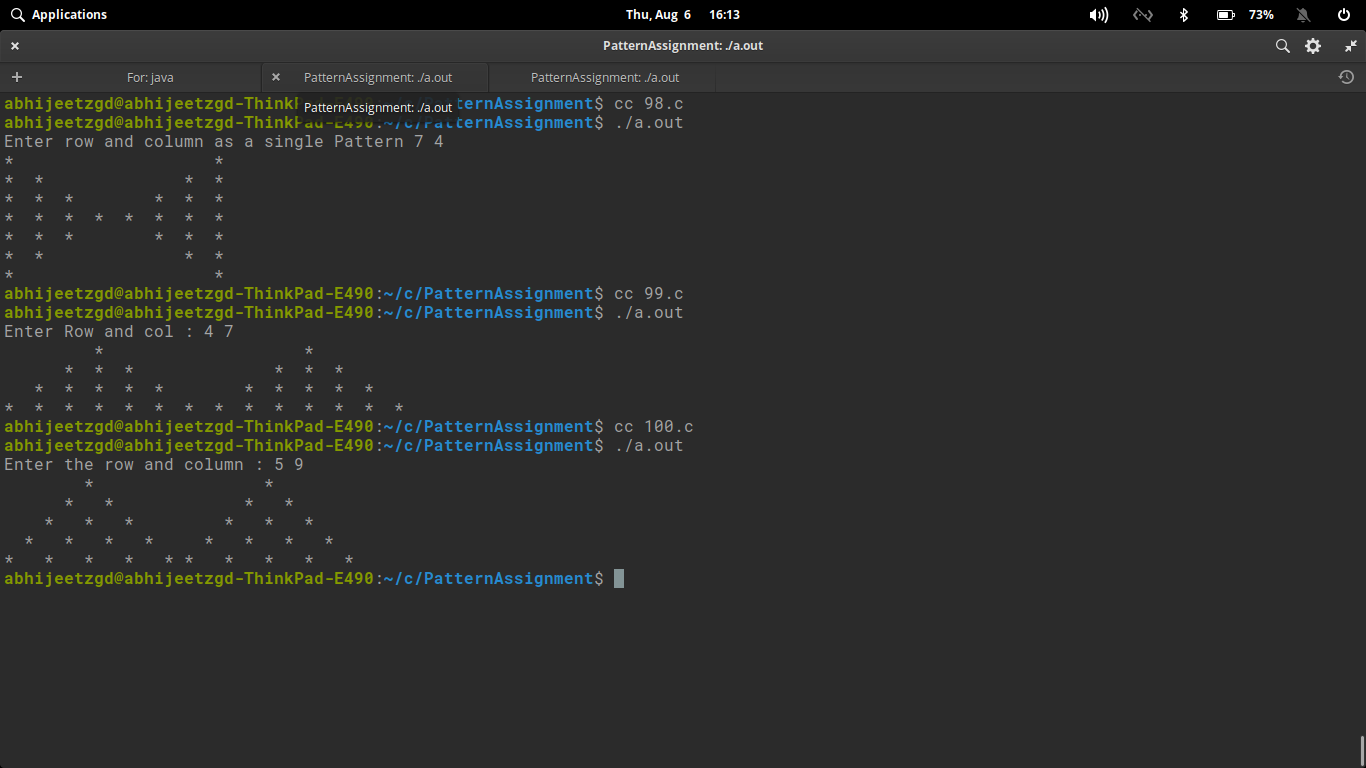 Applications Thu, Aug 6 16:13 73%
PatternAssignment: ./a.out
For: java PatternAssignment: ./a.out PatternAssignment: ./a.out
abhijeetzgd@abhijeetzgd-Think PatternAssignment: ./a.out ternAssignment$ cc 98.c
abhijeetzgd@abhijeetzgd-ThinkPad-E490:~/c/PatternAssignment$ ./a.out
Enter row and column as a single Pattern 7 4
*                    *
*  *              *  *
*  *  *        *  *  *
*  *  *  *  *  *  *  *
*  *  *        *  *  *
*  *              *  *
*                    *
abhijeetzgd@abhijeetzgd-ThinkPad-E490:~/c/PatternAssignment$ cc 99.c
abhijeetzgd@abhijeetzgd-ThinkPad-E490:~/c/PatternAssignment$ ./a.out
Enter Row and col : 4 7
         *                    *
      *  *  *              *  *  *
   *  *  *  *  *        *  *  *  *  *
*  *  *  *  *  *  *  *  *  *  *  *  *  *
abhijeetzgd@abhijeetzgd-ThinkPad-E490:~/c/PatternAssignment$ cc 100.c
abhijeetzgd@abhijeetzgd-ThinkPad-E490:~/c/PatternAssignment$ ./a.out
Enter the row and column : 5 9
        *                 *
      *   *             *   *
    *   *   *         *   *   *
  *   *   *   *     *   *   *   *
*   *   *   *   * *   *   *   *   *
abhijeetzgd@abhijeetzgd-ThinkPad-E490:~/c/PatternAssignment$